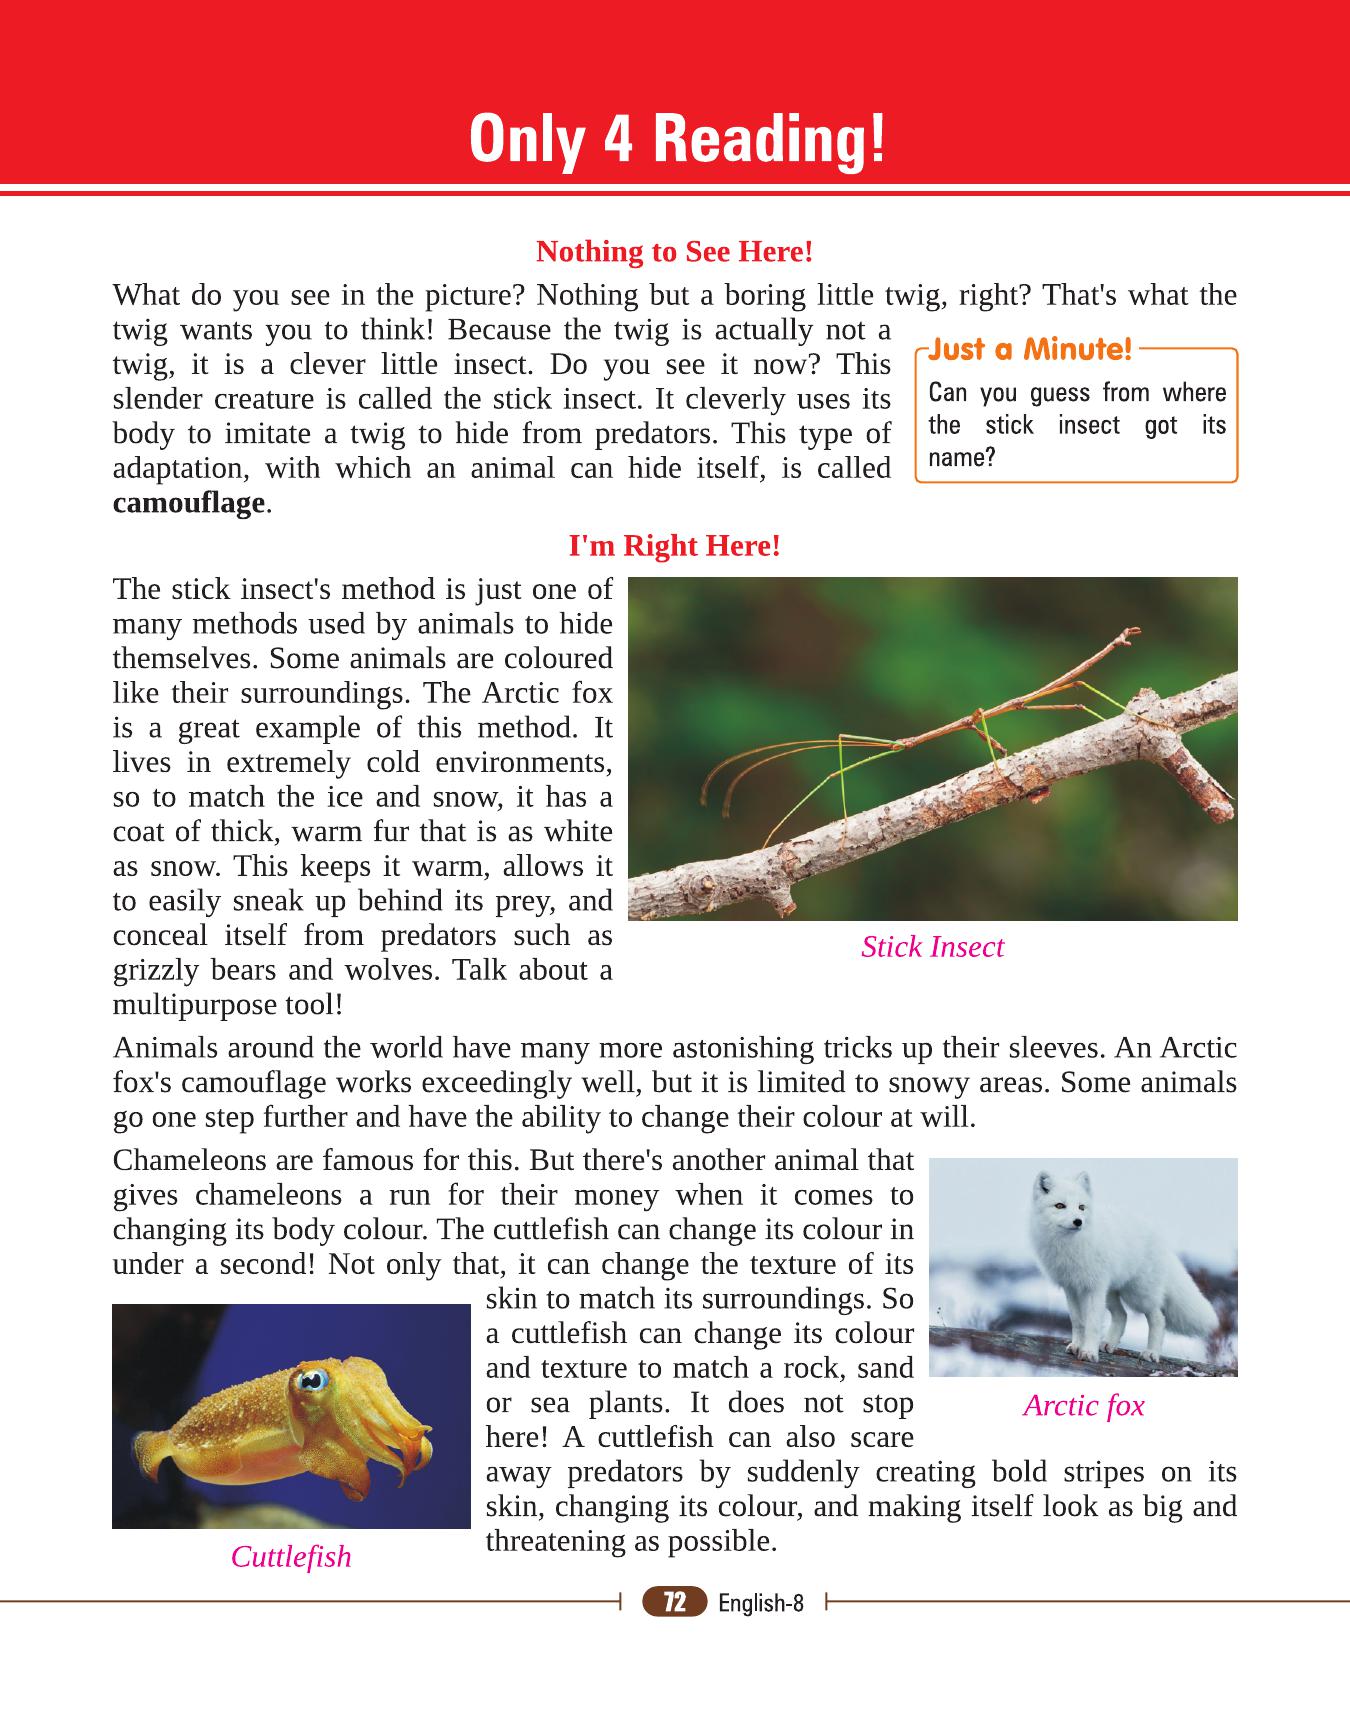 Only 4 Reading!
Nothing to See Here!
What do you see in the picture? Nothing but a boring little twig, right? That's what the
twig wants you to think! Because the twig is actually not a
twig, it is a clever little insect. Do you see it now? This
slender creature is called the stick insect. It cleverly uses its
body to imitate a twig to hide from predators. This type of
adaptation, with which an animal can hide itself, is called
camouflage.
Just a Minute!
Can you guess from where
the stick insect got its
name?
I'm Right Here!
The stick insect's method is just one of
many methods used by animals to hide
themselves. Some animals are coloured
like their surroundings. The Arctic fox
is a great example of this method. It
lives in extremely cold environments,
so to match the ice and snow, it has a
coat of thick, warm fur that is as white
as snow. This keeps it warm, allows it
to easily sneak up behind its prey, and
conceal itself from predators such as
grizzly bears and wolves. Talk about a
multipurpose tool!
Stick Insect
Animals around the world have many more astonishing tricks up their sleeves. An Arctic
fox's camouflage works exceedingly well, but it is limited to snowy areas. Some animals
go one step further and have the ability to change their colour at will.
Chameleons are famous for this. But there's another animal that
gives chameleons a run for their money when it comes to
changing its body colour. The cuttlefish can change its colour in
under a second! Not only that, it can change the texture of its
skin to match its surroundings. So
a cuttlefish can change its colour
and texture to match a rock, sand
or sea plants. It does not stop
here! A cuttlefish can also scare
away predators by suddenly creating bold stripes on its
skin, changing its colour, and making itself look as big and
threatening as possible.
Arctic fox
Cuttlefish
72 English-8